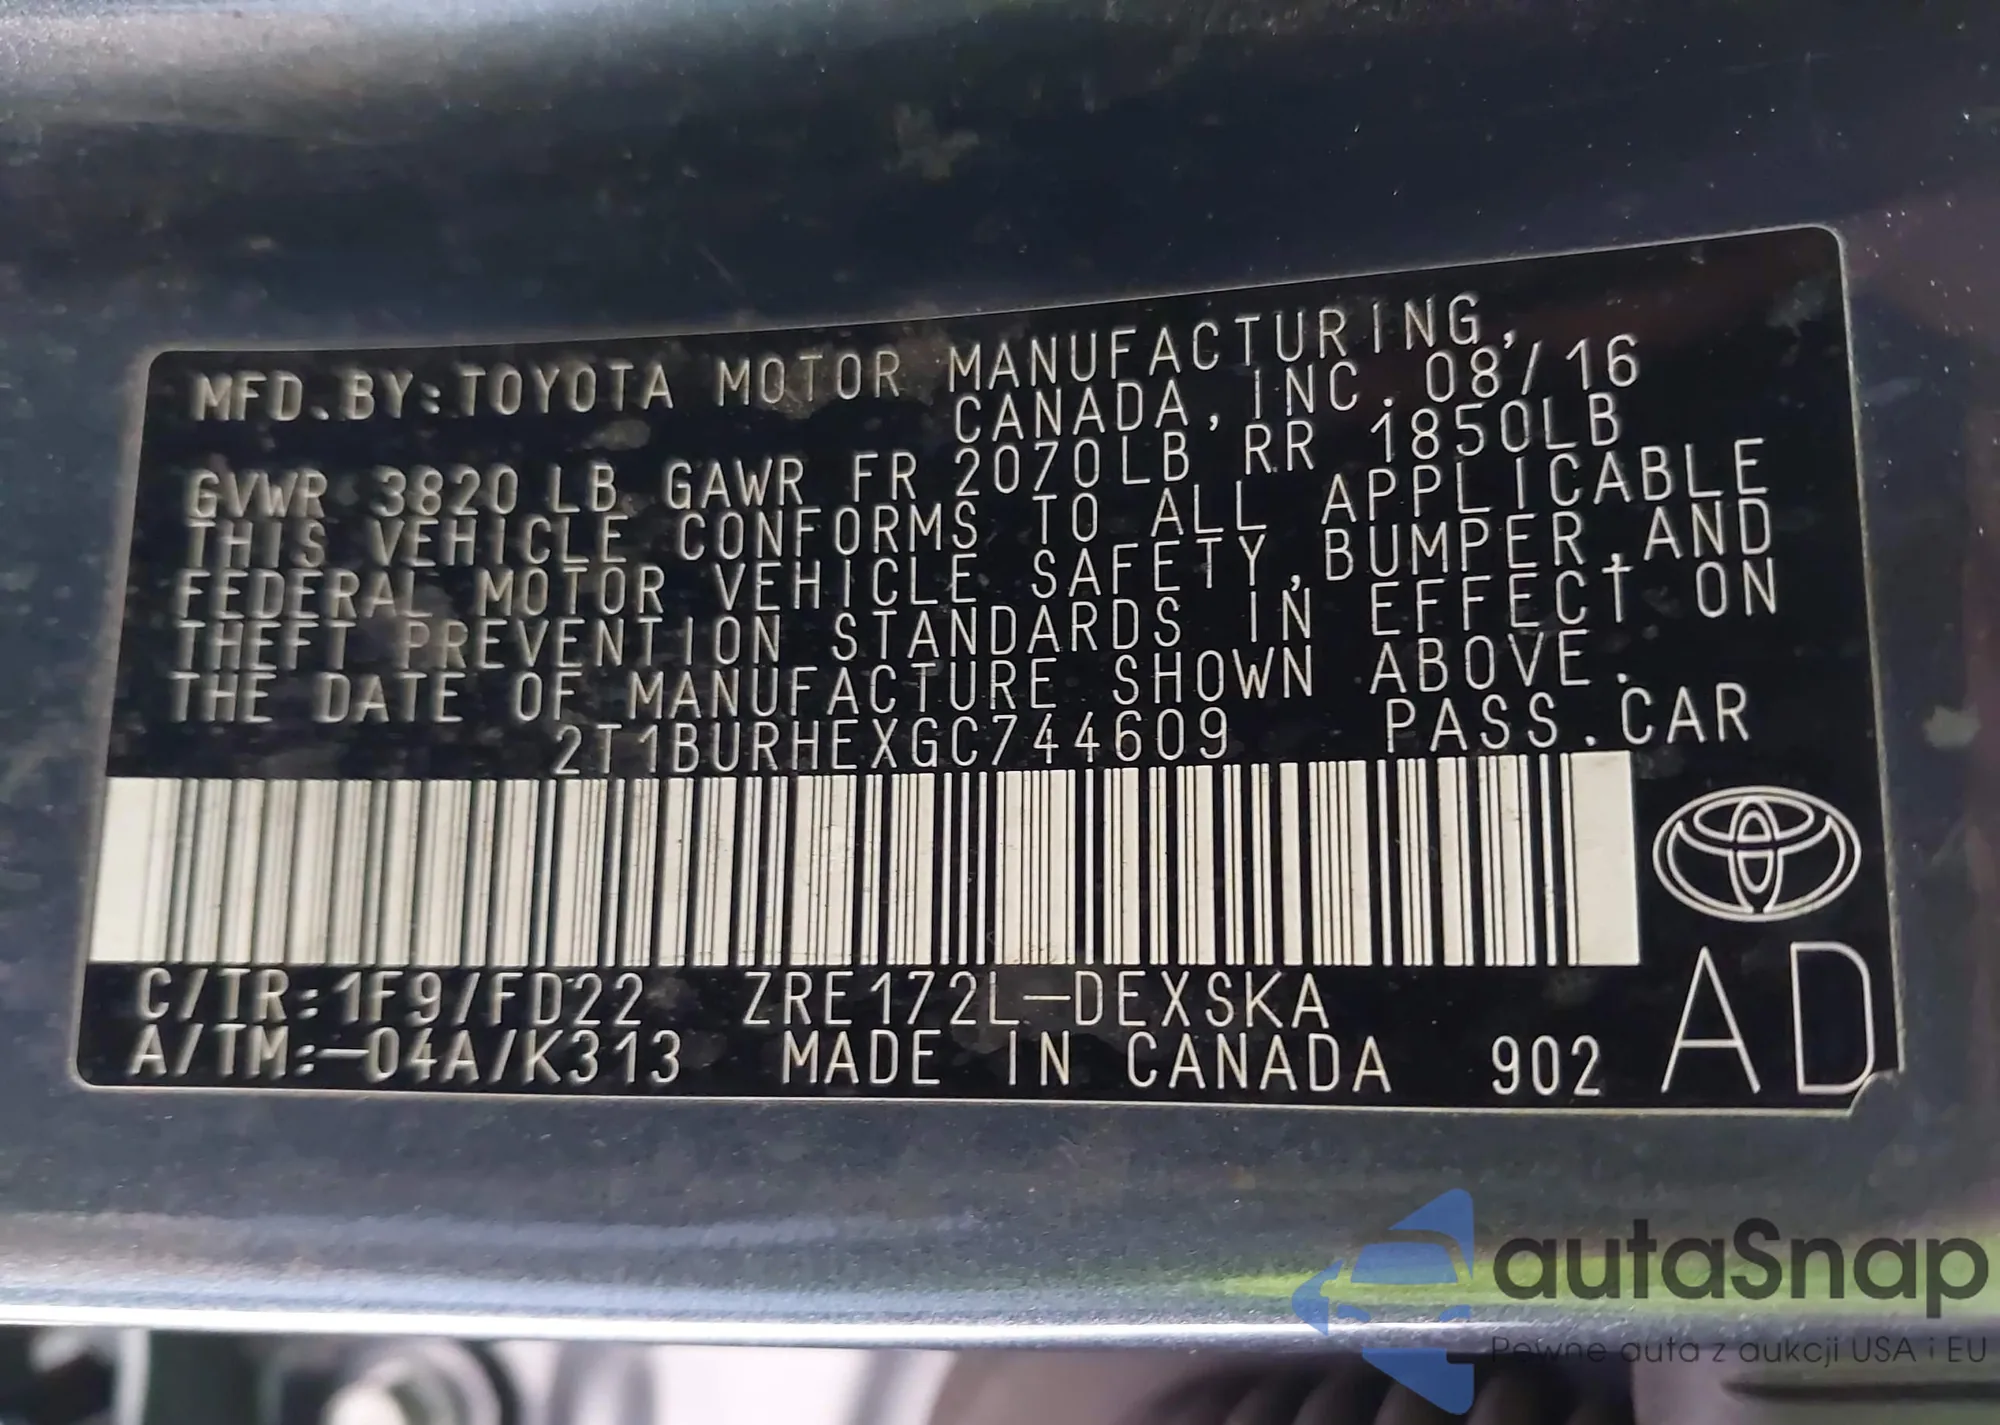 MFD.BY:TOYOTA MOTOR MANUFACTURING,
CANADA, INC. 08/16
GVWR 3820 LB GAWR FR 2070LB RR 1850LB
THIS VEHICLE CONFORMS TO ALL APPLICABLE
FEDERAL MOTOR VEHICLE SAFETY, BUMPER, AND
THEFT PREVENTION STANDARDS IN EFFECT ON
THE DATE OF MANUFACTURE SHOWN ABOVE.
2T1BURHEXGC744609 PASS.CAR
C/TR:1F9/FD22 ZRE172L-DEXSKA
A/TM:-04A/K313 MADE IN CANADA 902 AD
autaSnap
Pewne auta z aukcji USA i EU